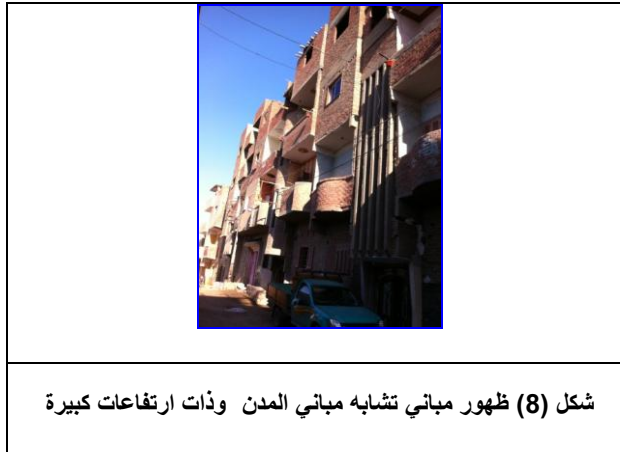 شكل (8) ظهور مباني تشابه مباني المدن وذات ارتفاعات كبيرة